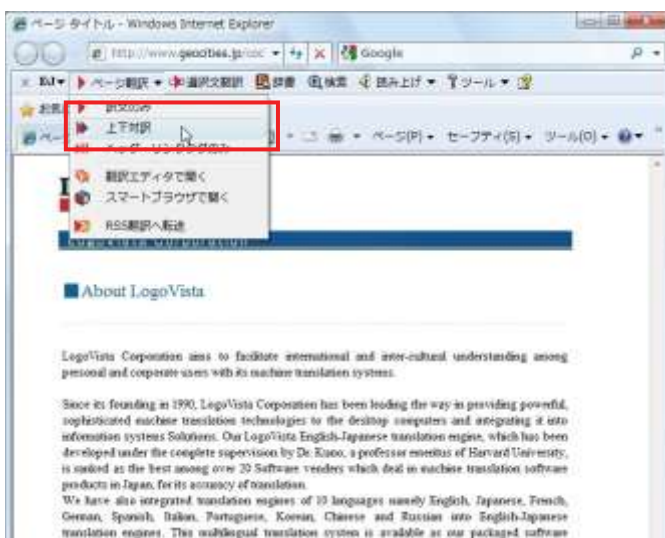 ページ タイトル - Windows Internet Explorer
http://www.geocities.jp/
Google
ページ翻訳 選択文翻訳 辞書 検索 読み上げ ツール
訳文のみ
上下対訳
ページ(P) セーフティ(S) ツール(O)
翻訳エディタで開く
スマートブラウザで開く
RSS翻訳へ転送
LogoVista Corporation
About LogoVista
LogoVista Corporation aims to facilitate international and inter-cultural understanding among
personal and corporate users with its machine translation systems.
Since its founding in 1990, LogoVista Corporation has been leading the way in providing powerful,
sophisticated machine translation technologies to the desktop computers and integrating it into
information systems Solutions. Our LogoVista English-Japanese translation engine, which has been
developed under the complete supervision by Dr. Kuno, a professor emeritus of Harvard University,
is ranked as the best among over 20 Software venders which deal in machine translation software
products in Japan, for its accuracy of translation.
We have also integrated translation engines of 10 languages namely English, Japanese, French,
German, Spanish, Italian, Portuguese, Korean, Chinese and Russian into English-Japanese
translation engines. This multilingual translation system is available as our packaged software